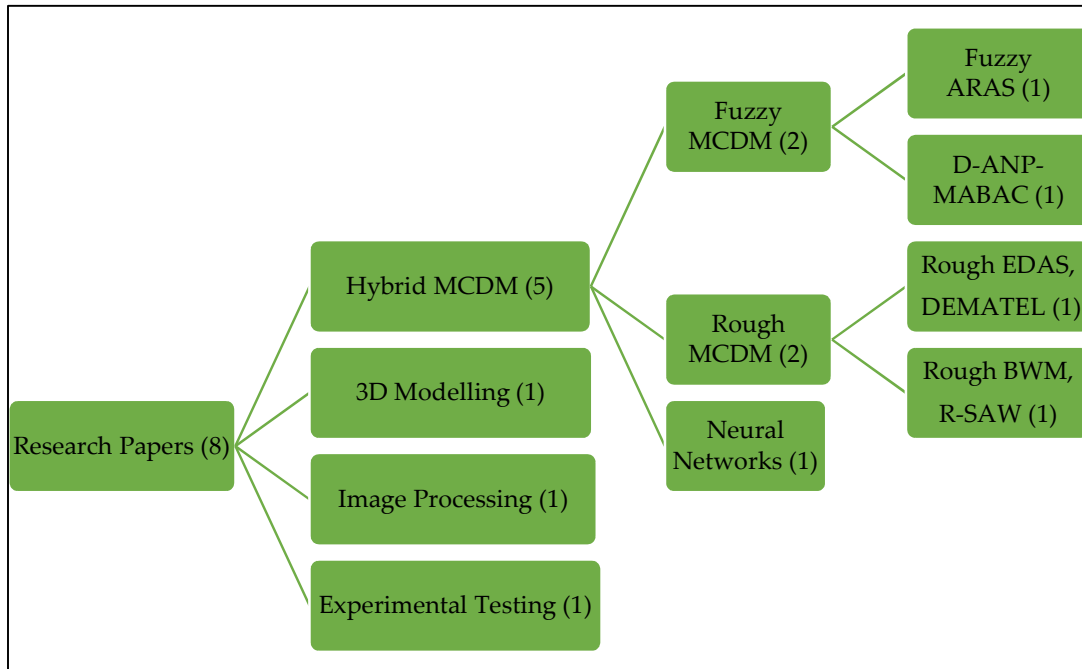 Research Papers (8)
Hybrid MCDM (5)
3D Modelling (1)
Image Processing (1)
Experimental Testing (1)
Fuzzy
MCDM (2)
Rough
MCDM (2)
Neural
Networks (1)
Fuzzy
ARAS (1)
D-ANP-
MABAC (1)
Rough EDAS,
DEMATEL (1)
Rough BWM,
R-SAW (1)